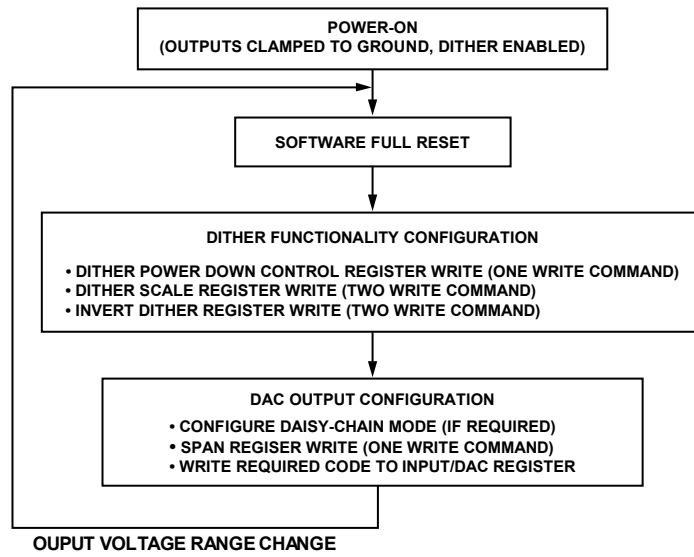 POWER-ON
(OUTPUTS CLAMPED TO GROUND, DITHER ENABLED)
SOFTWARE FULL RESET
DITHER FUNCTIONALITY CONFIGURATION
• DITHER POWER DOWN CONTROL REGISTER WRITE (ONE WRITE COMMAND)
• DITHER SCALE REGISTER WRITE (TWO WRITE COMMAND)
• INVERT DITHER REGISTER WRITE (TWO WRITE COMMAND)
DAC OUTPUT CONFIGURATION
• CONFIGURE DAISY-CHAIN MODE (IF REQUIRED)
• SPAN REGISER WRITE (ONE WRITE COMMAND)
• WRITE REQUIRED CODE TO INPUT/DAC REGISTER
OUPUT VOLTAGE RANGE CHANGE